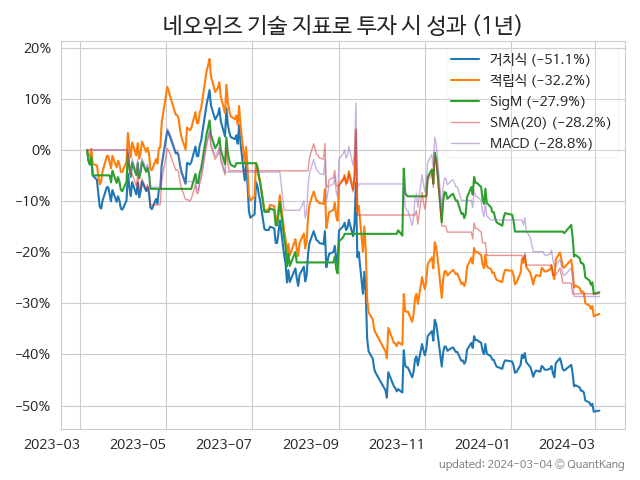 네오위즈 기술 지표로 투자 시 성과 (1년)
20%
10%
0%
−10%
−20%
−30%
−40%
−50%
거치식 (−51.1%)
적립식 (−32.2%)
SigM (−27.9%)
SMA(20) (−28.2%)
MACD (−28.8%)
2023-03 2023-05 2023-07 2023-09 2023-11 2024-01 2024-03
updated: 2024-03-04 ⓒ QuantKang